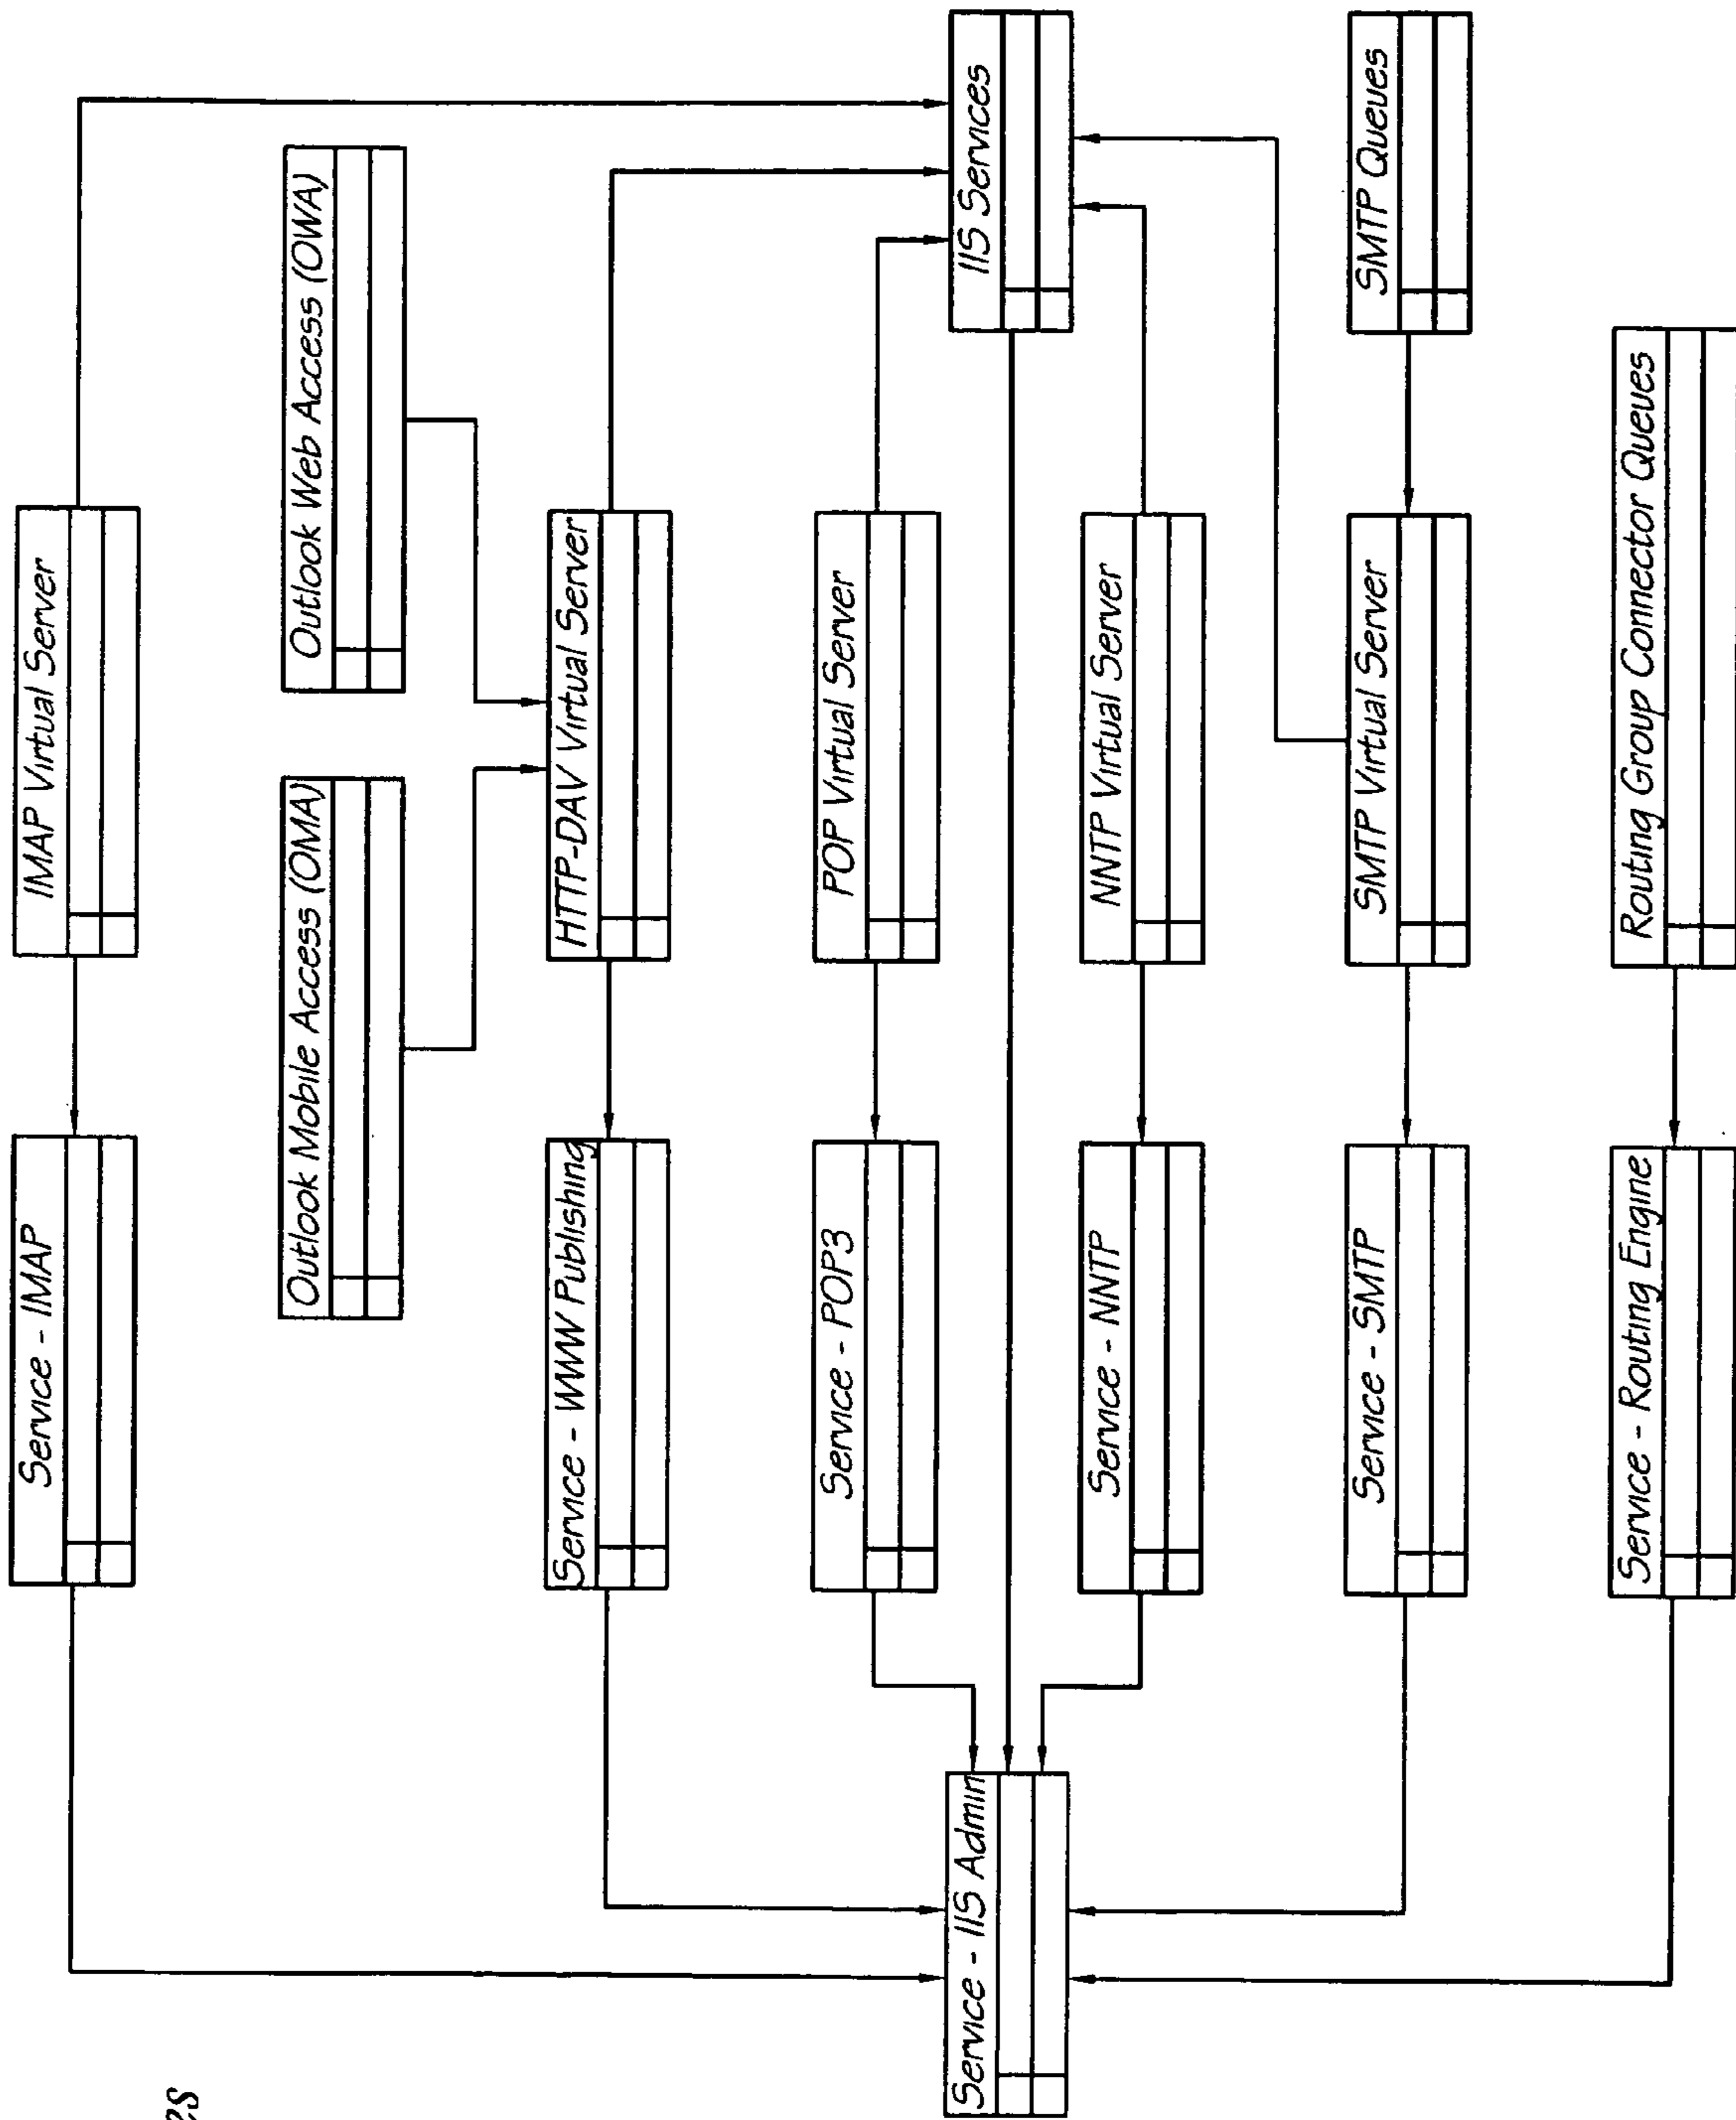 IMAP Virtual Server
Service - IMAP
Outlook Web Access (OWA)
Outlook Mobile Access (OMA)
HTTP-DAV Virtual Server
Service - WWW Publishing
IIS Services
POP Virtual Server
Service - POP3
Service - IIS Admin
NNTP Virtual Server
Service - NNTP
SMTP Queues
SMTP Virtual Server
Service - SMTP
Routing Group Connector Queues
Service - Routing Engine
es